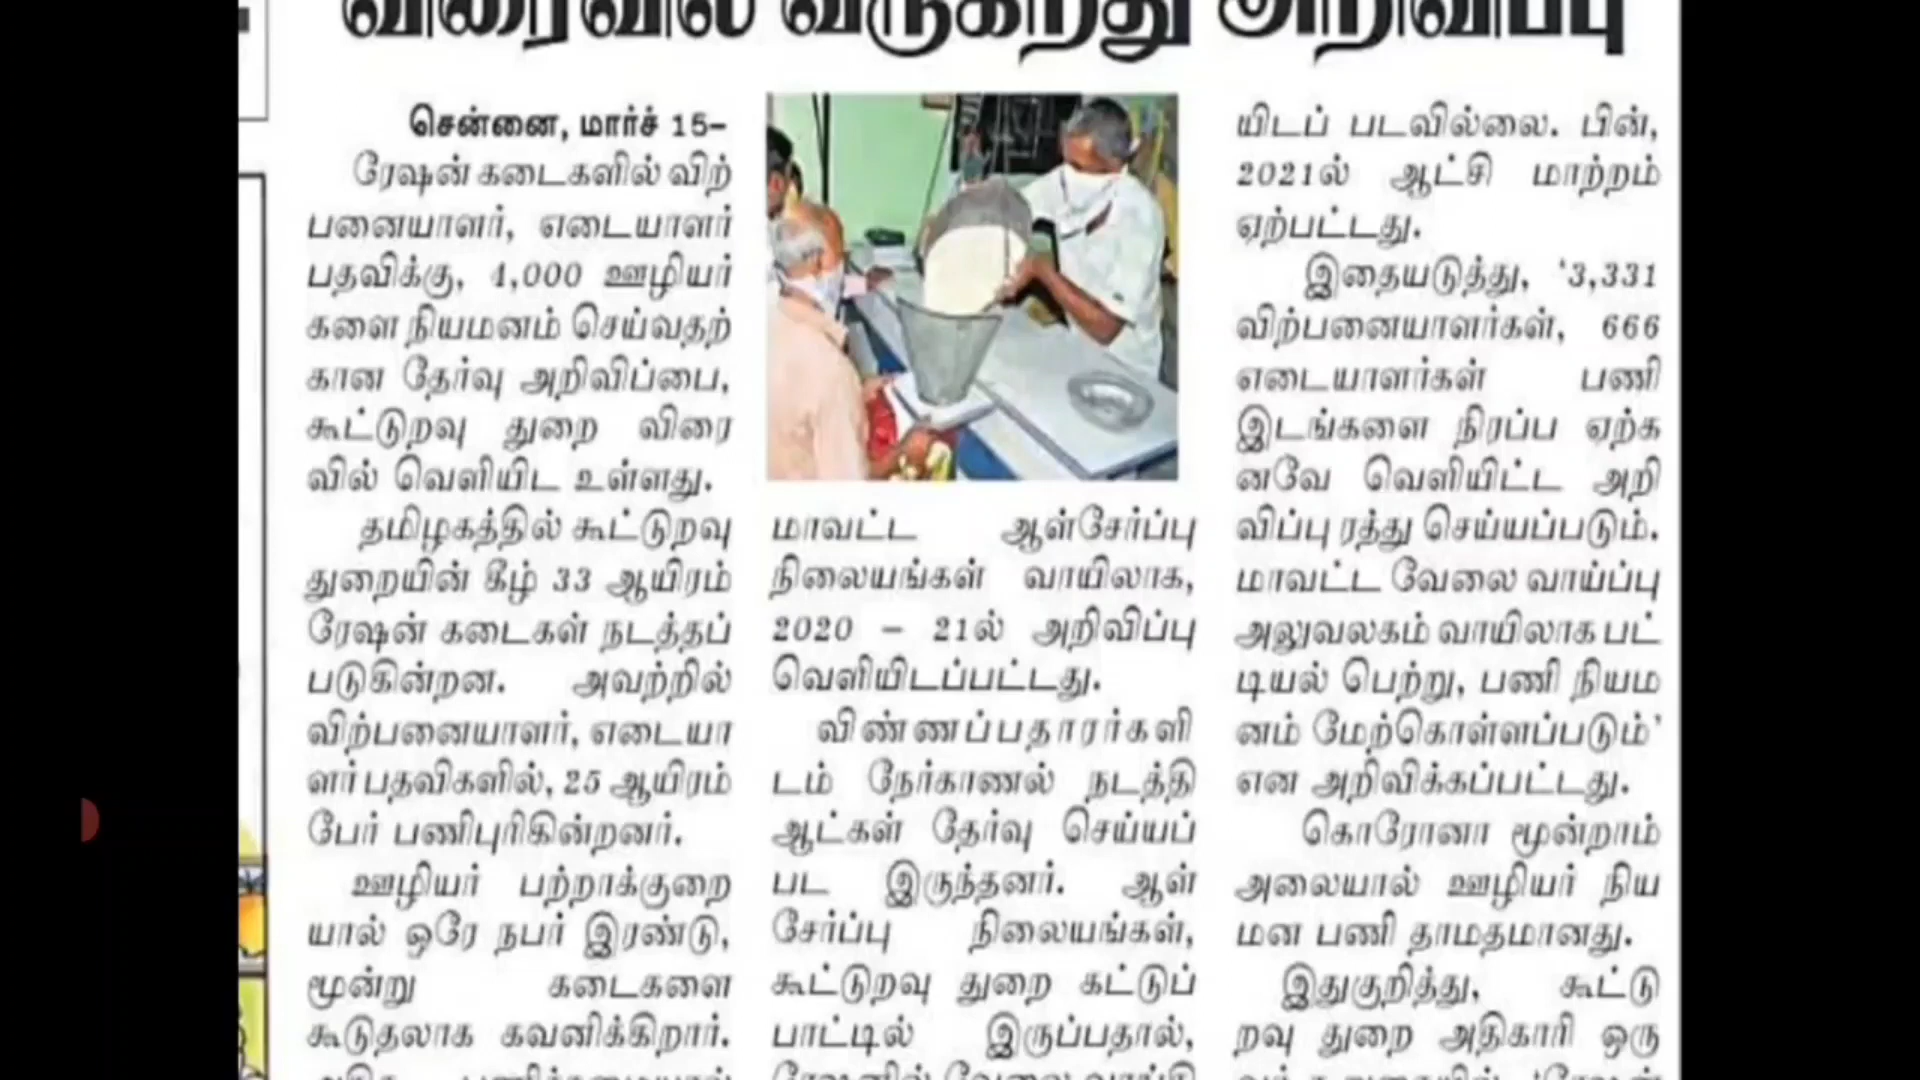 விரைவில் வருகிறது அறிவிப்பு
சென்னை, மார்ச் 15–
ரேஷன் கடைகளில் விற்
பனையாளர், எடையாளர்
பதவிக்கு, 4,000 ஊழியர்
களை நியமனம் செய்வதற்
கான தேர்வு அறிவிப்பை,
கூட்டுறவு துறை விரை
வில் வெளியிட உள்ளது.
தமிழகத்தில் கூட்டுறவு
துறையின் கீழ் 33 ஆயிரம்
ரேஷன் கடைகள் நடத்தப்
படுகின்றன. அவற்றில்
விற்பனையாளர், எடையா
ளர் பதவிகளில், 25 ஆயிரம்
பேர் பணிபுரிகின்றனர்.
ஊழியர் பற்றாக்குறை
யால் ஒரே நபர் இரண்டு,
மூன்று கடைகளை
கூடுதலாக கவனிக்கிறார்.
மாவட்ட ஆள்சேர்ப்பு
நிலையங்கள் வாயிலாக,
2020 – 21ல் அறிவிப்பு
வெளியிடப்பட்டது.
விண்ணப்பதாரர்களி
டம் நேர்காணல் நடத்தி
ஆட்கள் தேர்வு செய்யப்
பட இருந்தனர். ஆள்
சேர்ப்பு நிலையங்கள்,
கூட்டுறவு துறை கட்டுப்
பாட்டில் இருப்பதால்,
ரேஷனில் வேலை வாங்கி
யிடப் படவில்லை. பின்,
2021ல் ஆட்சி மாற்றம்
ஏற்பட்டது.
இதையடுத்து, '3,331
விற்பனையாளர்கள், 666
எடையாளர்கள் பணி
இடங்களை நிரப்ப ஏற்க
னவே வெளியிட்ட அறி
விப்பு ரத்து செய்யப்படும்.
மாவட்ட வேலை வாய்ப்பு
அலுவலகம் வாயிலாக பட்
டியல் பெற்று, பணி நியம
னம் மேற்கொள்ளப்படும்'
என அறிவிக்கப்பட்டது.
கொரோனா மூன்றாம்
அலையால் ஊழியர் நிய
மன பணி தாமதமானது.
இதுகுறித்து, கூட்டு
றவு துறை அதிகாரி ஒரு